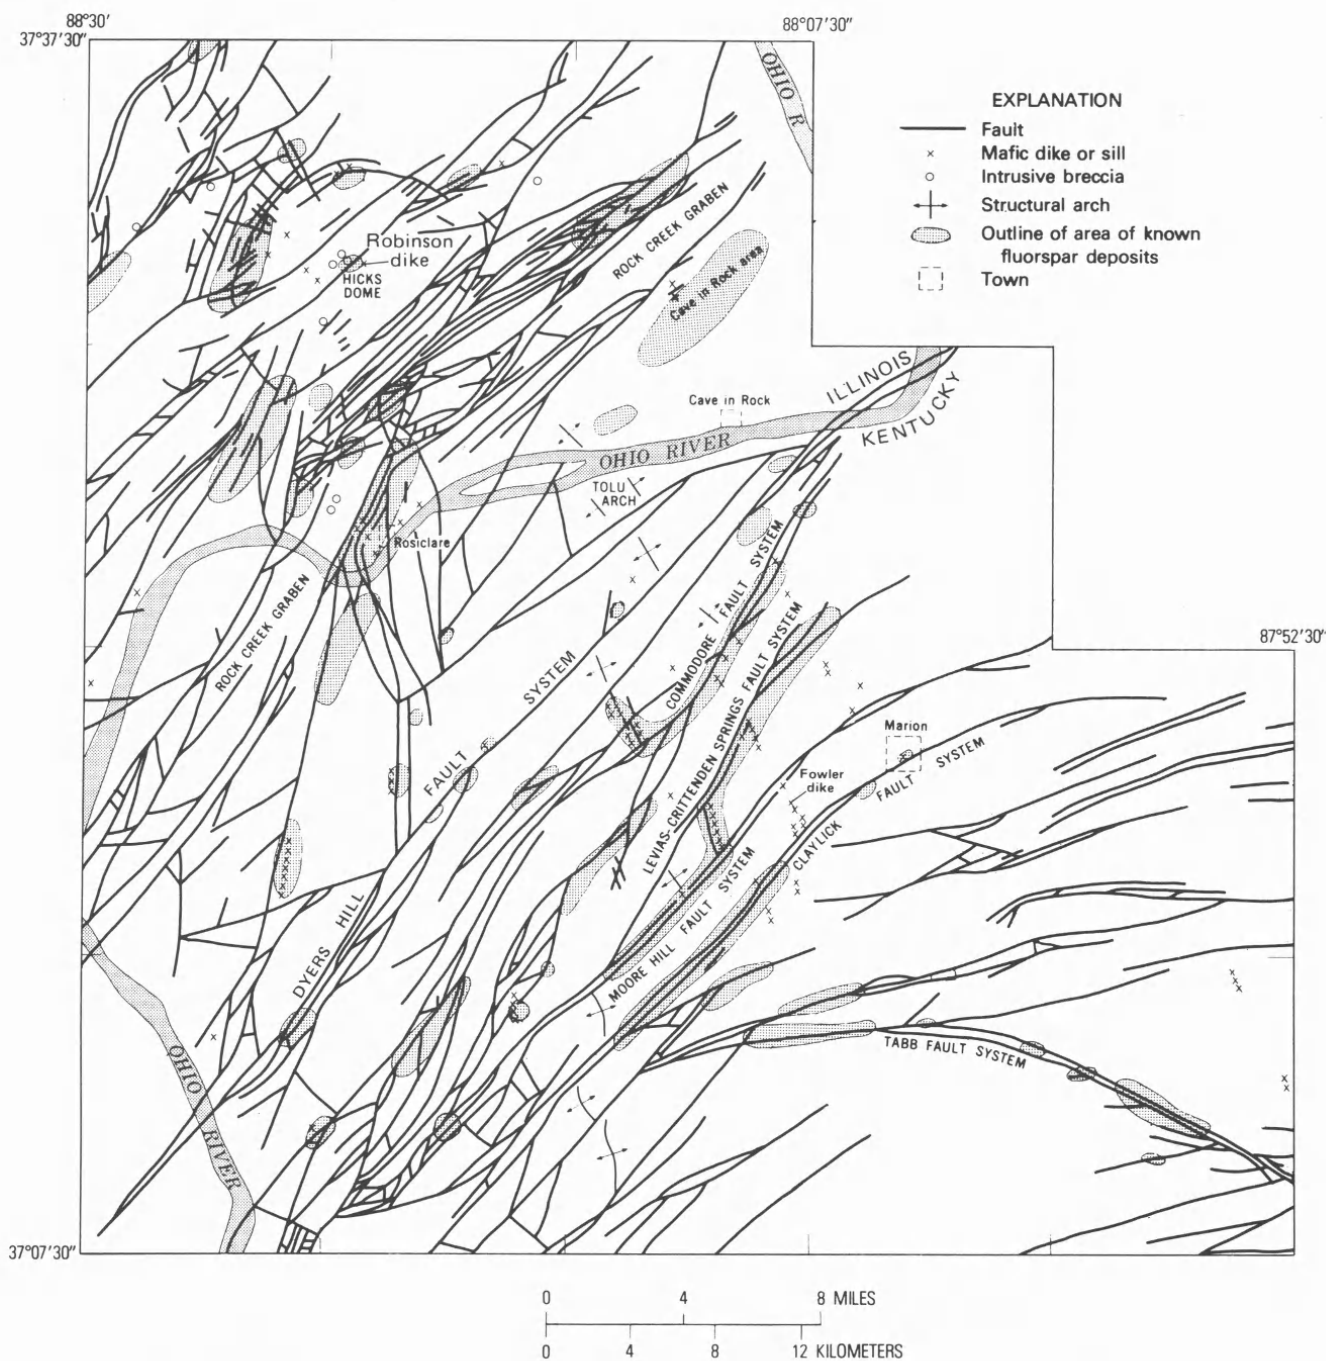 88°30'
88°07'30"
37°37'30"
OHIO R
EXPLANATION
Fault
Mafic dike or sill
Intrusive breccia
Structural arch
Outline of area of known
fluorspar deposits
Town
ROCK CREEK GRABEN
Robinson
dike
HICKS
DOME
Cave in Rock area
ILLINOIS
KENTUCKY
Cave in Rock
OHIO RIVER
TOLU
ARCH
Rosiclare
ROCK CREEK GRABEN
COMMODORE FAULT SYSTEM
LEVIAS-CRITTENDEN SPRINGS FAULT SYSTEM
87°52'30"
DYERS HILL FAULT SYSTEM
Marion
Fowler
dike
CLAYLICK FAULT SYSTEM
MOORE HILL FAULT SYSTEM
TABB FAULT SYSTEM
OHIO RIVER
37°07'30"
0 4 8 MILES
0 4 8 12 KILOMETERS